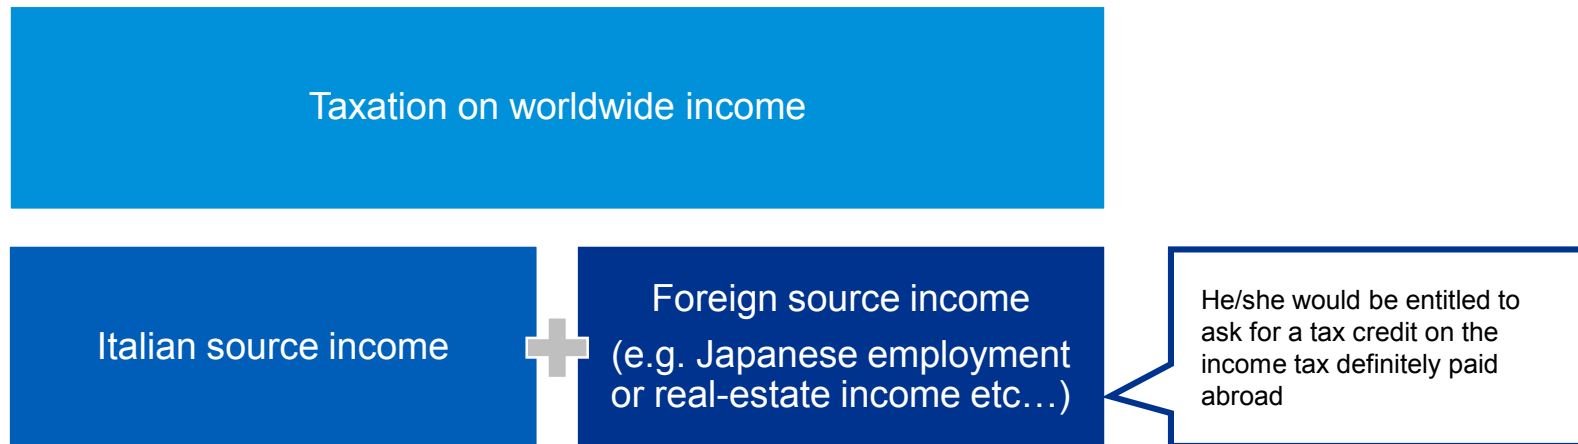 Taxation on worldwide income
Italian source income
Foreign source income
(e.g. Japanese employment
or real-estate income etc…)
He/she would be entitled to
ask for a tax credit on the
income tax definitely paid
abroad